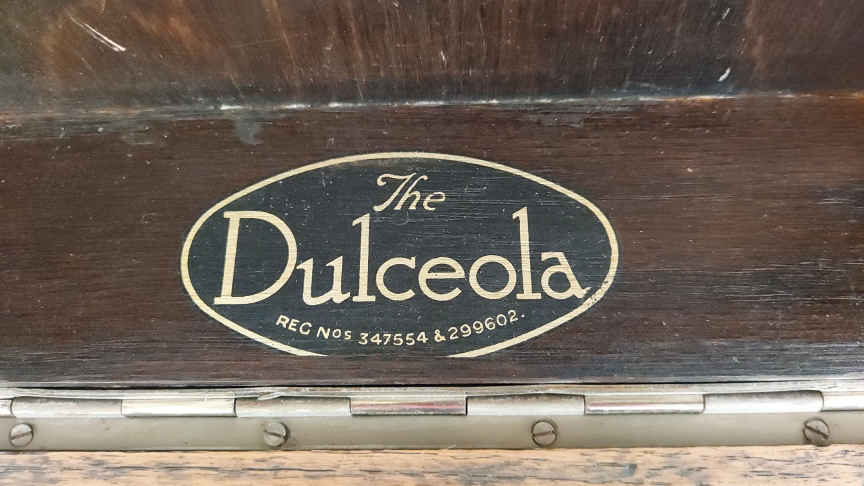 The
Dulceola
REG Nos 347554 & 299602.